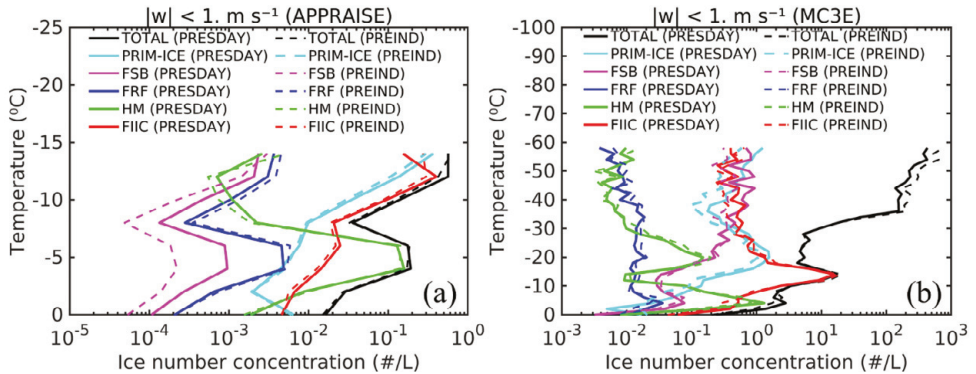 |w| < 1. m s⁻¹ (APPRAISE)
-25
-20
-15
-10
-5
0
Temperature (ºC)
TOTAL (PRESDAY) TOTAL (PREIND)
PRIM-ICE (PRESDAY) PRIM-ICE (PREIND)
FSB (PRESDAY) FSB (PREIND)
FRF (PRESDAY) FRF (PREIND)
HM (PRESDAY) HM (PREIND)
FIIC (PRESDAY) FIIC (PREIND)
(a)
10⁻⁵ 10⁻⁴ 10⁻³ 10⁻² 10⁻¹ 10⁰
Ice number concentration (#/L)
|w| < 1. m s⁻¹ (MC3E)
-100
-90
-80
-70
-60
-50
-40
-30
-20
-10
0
Temperature (ºC)
TOTAL (PRESDAY) TOTAL (PREIND)
PRIM-ICE (PRESDAY) PRIM-ICE (PREIND)
FSB (PRESDAY) FSB (PREIND)
FRF (PRESDAY) FRF (PREIND)
HM (PRESDAY) HM (PREIND)
FIIC (PRESDAY) FIIC (PREIND)
(b)
10⁻³ 10⁻² 10⁻¹ 10⁰ 10¹ 10² 10³
Ice number concentration (#/L)